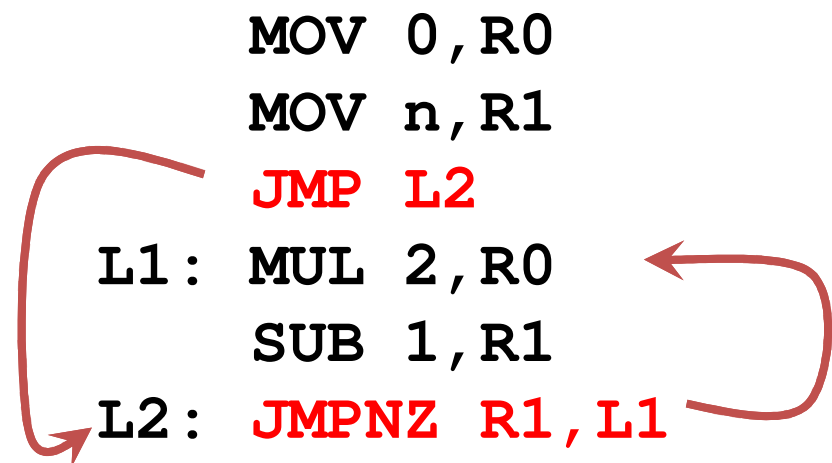 MOV 0,R0
MOV n,R1
JMP L2
L1: MUL 2,R0
SUB 1,R1
L2: JMPNZ R1,L1